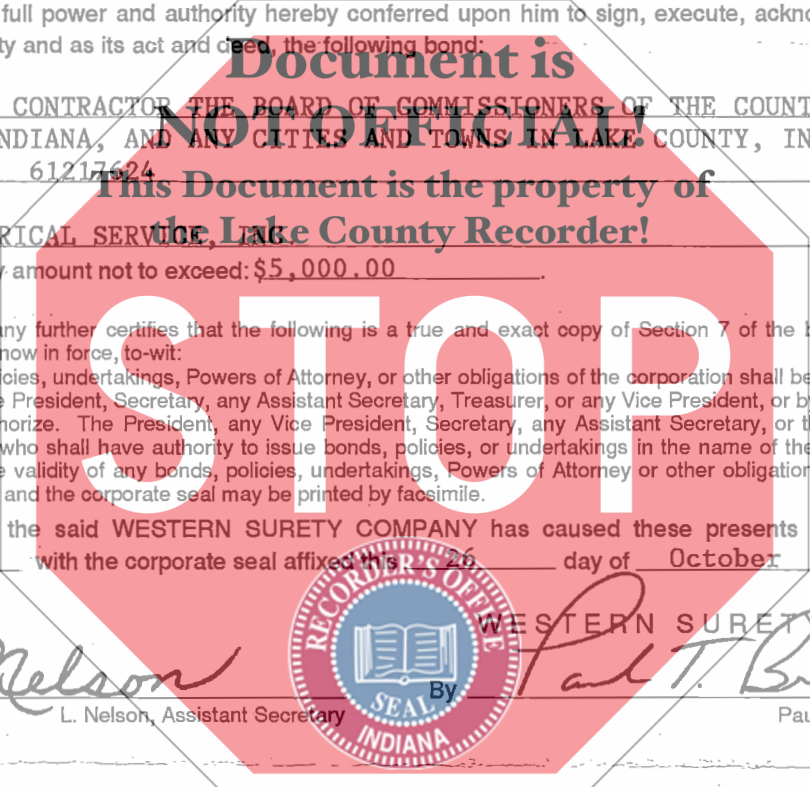 full power and authority hereby conferred upon him to sign, execute, ackno
ty and as its act and deed, the following bond:
Document is
CONTRACTOR THE BOARD OF COMMISSIONERS OF THE COUNT
NOT OFFICIAL!
NDIANA, AND ANY CITIES AND TOWNS IN LAKE COUNTY, IN
61217624
This Document is the property of
the Lake County Recorder!
RICAL SERVICE, INC.
amount not to exceed: $5,000.00
STOP
any further certifies that the following is a true and exact copy of Section 7 of the b
now in force, to-wit:
icies, undertakings, Powers of Attorney, or other obligations of the corporation shall be
e President, Secretary, any Assistant Secretary, Treasurer, or any Vice President, or by
horize. The President, any Vice President, Secretary, any Assistant Secretary, or t
who shall have authority to issue bonds, policies, or undertakings in the name of the
e validity of any bonds, policies, undertakings, Powers of Attorney or other obligation
and the corporate seal may be printed by facsimile.
the said WESTERN SURETY COMPANY has caused these presents
with the corporate seal affixed this 26 day of October
RECORDER'S OFFICE
SEAL
INDIANA
WESTERN SURETY
Nelson
By Paul T. Bru
L. Nelson, Assistant Secretary
Pau